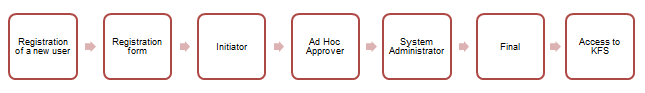 Registration
of a new user
Registration
form
Initiator
Ad Hoc
Approver
System
Administrator
Final
Access to
KFS